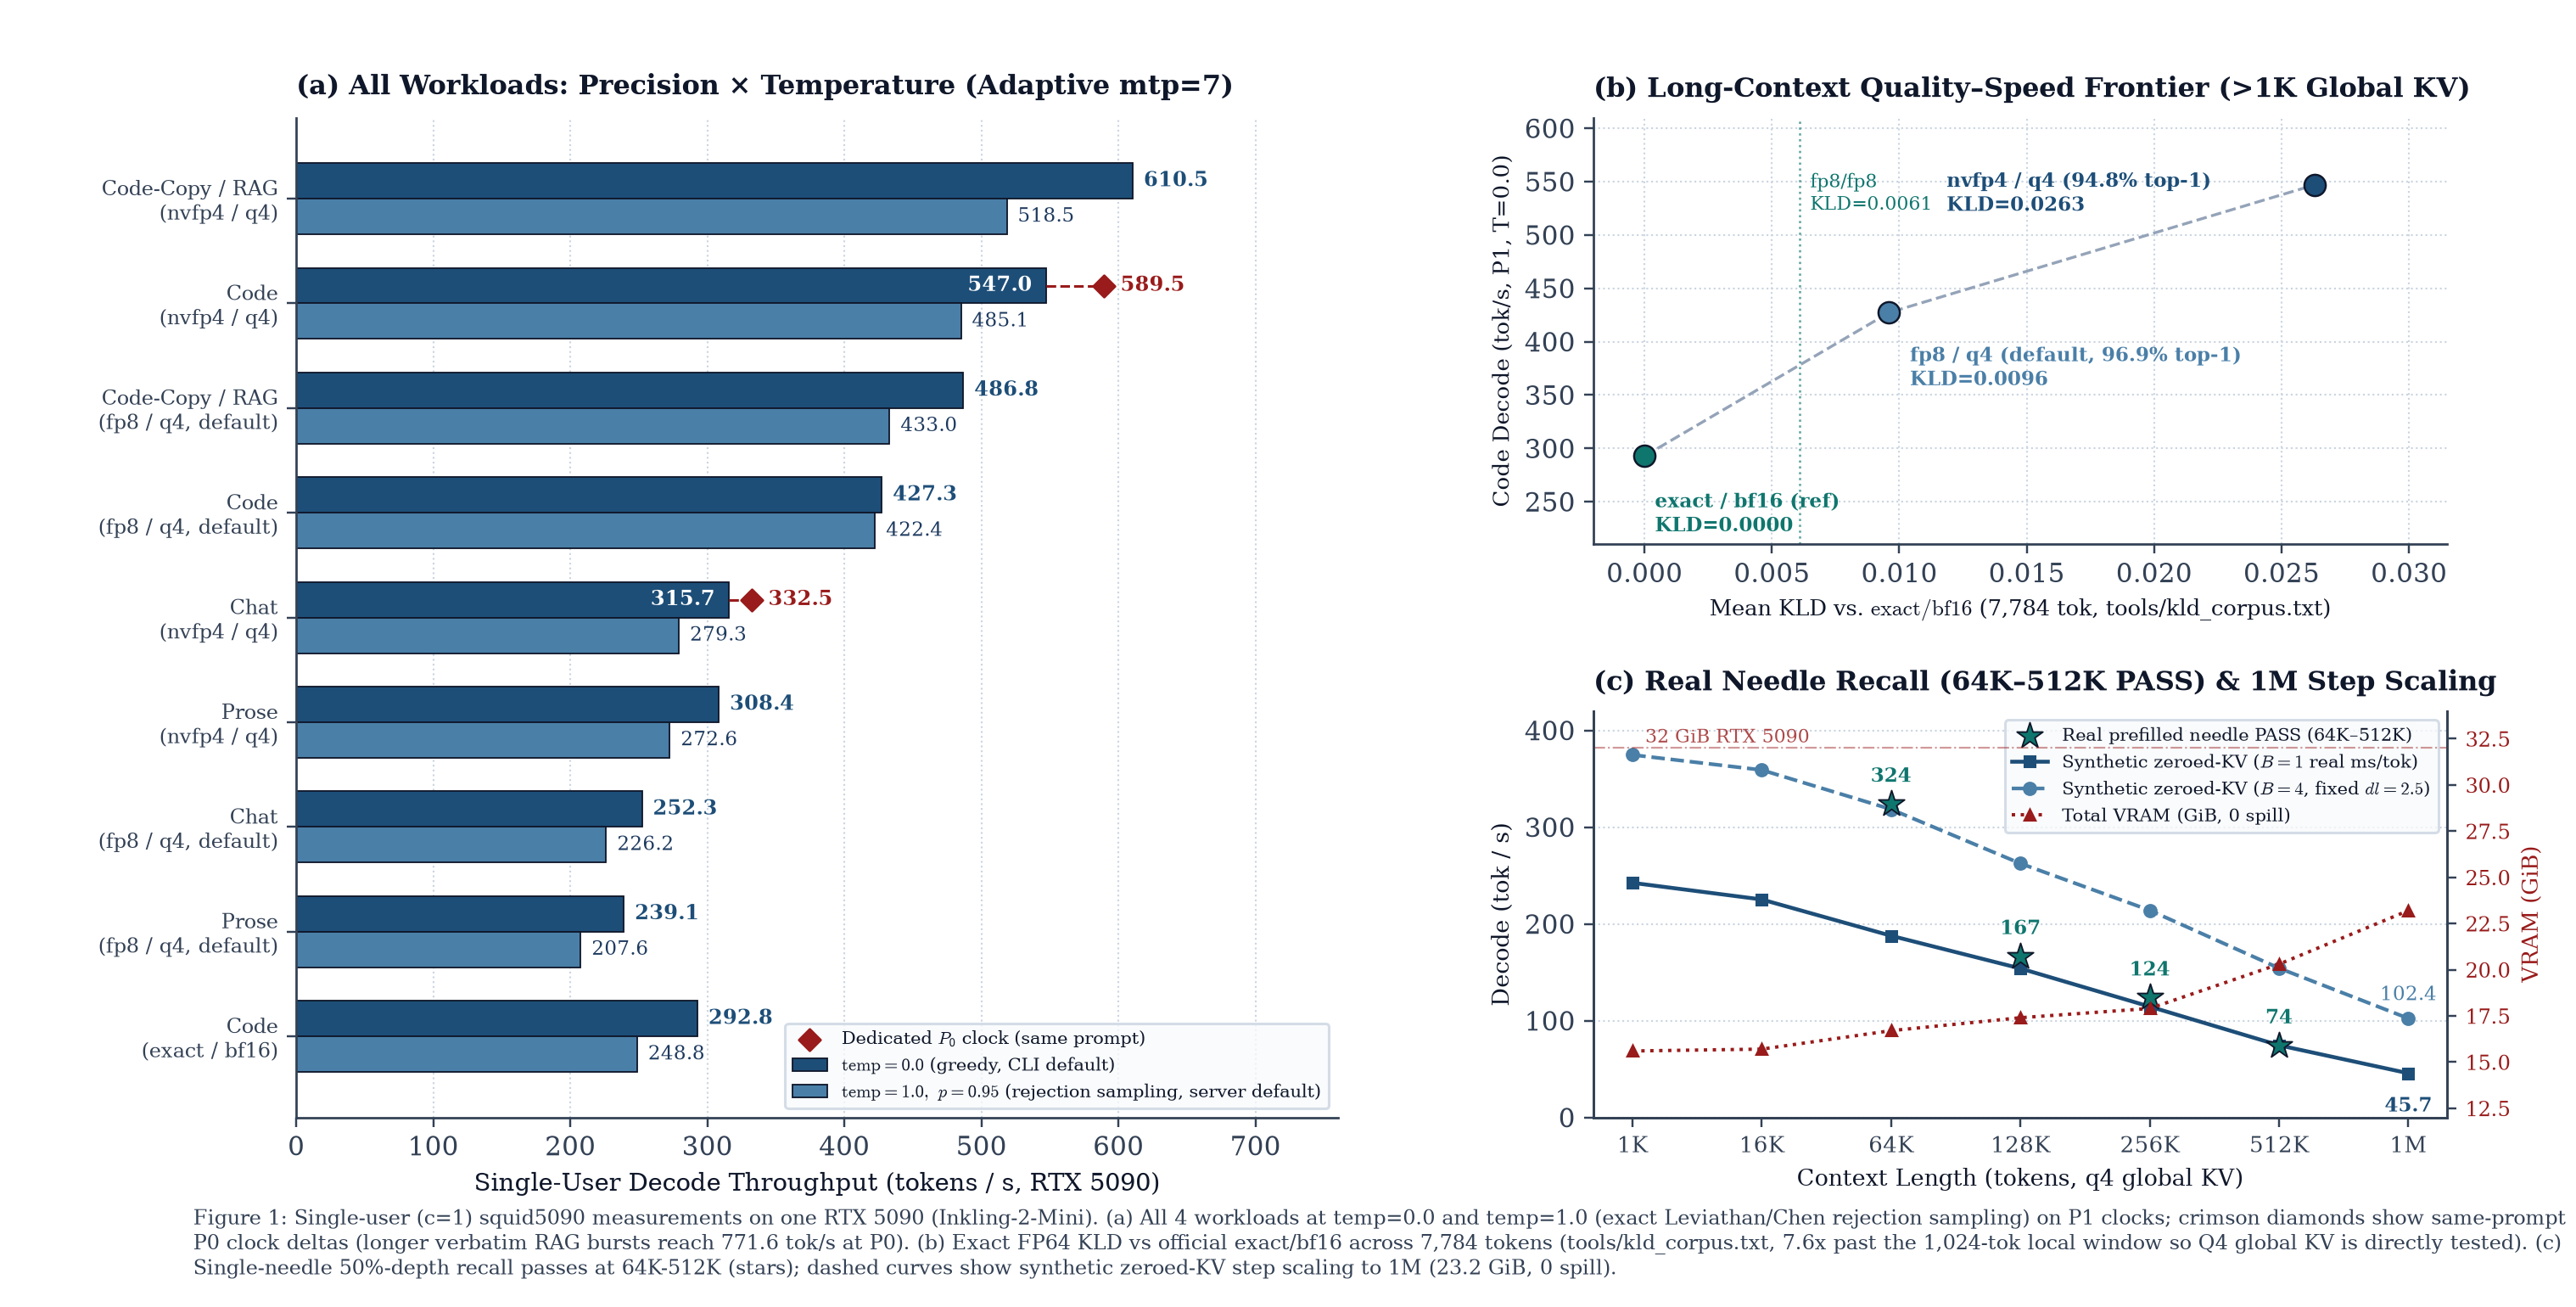 (a) All Workloads: Precision × Temperature (Adaptive mtp=7)
Code-Copy / RAG
(nvfp4 / q4)
610.5
518.5
Code
(nvfp4 / q4)
547.0
589.5
485.1
Code-Copy / RAG
(fp8 / q4, default)
486.8
433.0
Code
(fp8 / q4, default)
427.3
422.4
Chat
(nvfp4 / q4)
315.7
332.5
279.3
Prose
(nvfp4 / q4)
308.4
272.6
Chat
(fp8 / q4, default)
252.3
226.2
Prose
(fp8 / q4, default)
239.1
207.6
Code
(exact / bf16)
292.8
248.8
Dedicated P0 clock (same prompt)
temp = 0.0 (greedy, CLI default)
temp = 1.0, p = 0.95 (rejection sampling, server default)
0 100 200 300 400 500 600 700
Single-User Decode Throughput (tokens / s, RTX 5090)
(b) Long-Context Quality–Speed Frontier (>1K Global KV)
Code Decode (tok/s, P1, T=0.0)
600
550
500
450
400
350
300
250
fp8/fp8
KLD=0.0061
nvfp4 / q4 (94.8% top-1)
KLD=0.0263
fp8 / q4 (default, 96.9% top-1)
KLD=0.0096
exact / bf16 (ref)
KLD=0.0000
0.000 0.005 0.010 0.015 0.020 0.025 0.030
Mean KLD vs. exact/bf16 (7,784 tok, tools/kld_corpus.txt)
(c) Real Needle Recall (64K–512K PASS) & 1M Step Scaling
Decode (tok / s)
400
300
200
100
0
32 GiB RTX 5090
Real prefilled needle PASS (64K–512K)
Synthetic zeroed-KV (B = 1 real ms/tok)
Synthetic zeroed-KV (B = 4, fixed dl = 2.5)
Total VRAM (GiB, 0 spill)
324
167
124
74
102.4
45.7
32.5
30.0
27.5
25.0
22.5
20.0
17.5
15.0
12.5
VRAM (GiB)
1K 16K 64K 128K 256K 512K 1M
Context Length (tokens, q4 global KV)
Figure 1: Single-user (c=1) squid5090 measurements on one RTX 5090 (Inkling-2-Mini). (a) All 4 workloads at temp=0.0 and temp=1.0 (exact Leviathan/Chen rejection sampling) on P1 clocks; crimson diamonds show same-prompt
P0 clock deltas (longer verbatim RAG bursts reach 771.6 tok/s at P0). (b) Exact FP64 KLD vs official exact/bf16 across 7,784 tokens (tools/kld_corpus.txt, 7.6x past the 1,024-tok local window so Q4 global KV is directly tested). (c)
Single-needle 50%-depth recall passes at 64K-512K (stars); dashed curves show synthetic zeroed-KV step scaling to 1M (23.2 GiB, 0 spill).